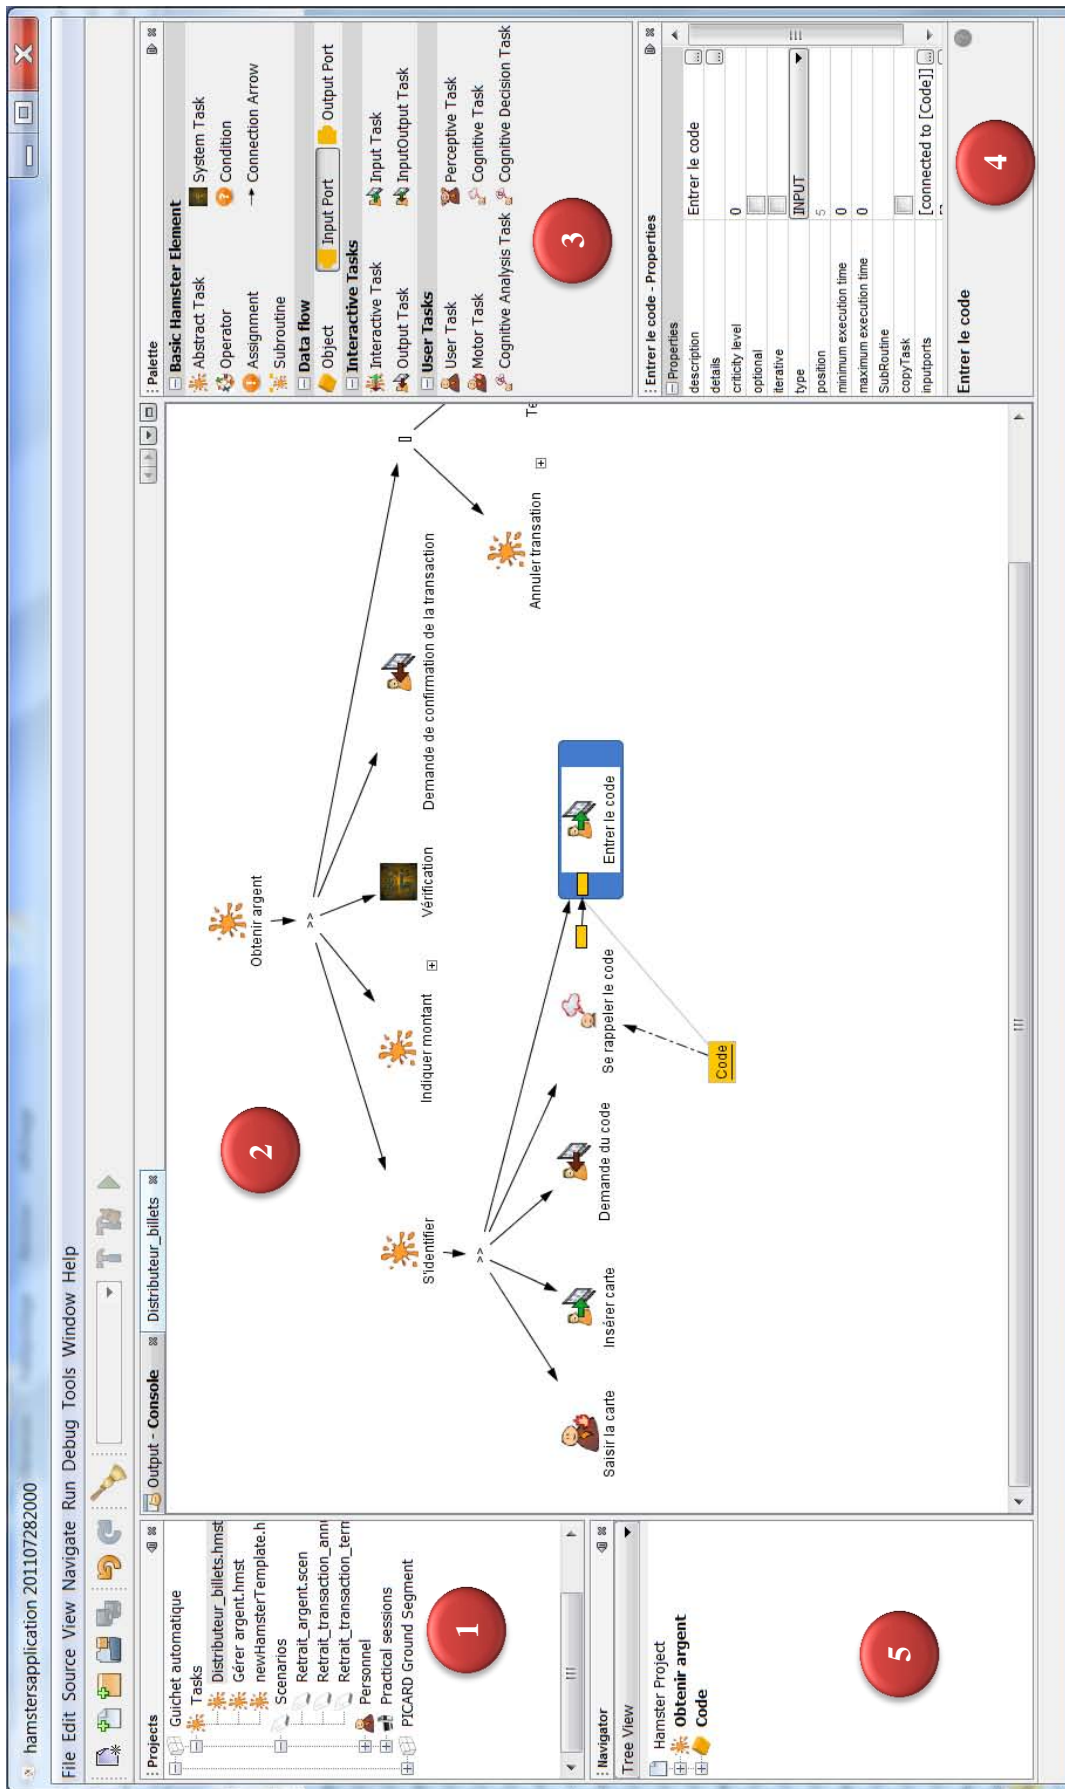 hamstersapplication 201107282000
File Edit Source View Navigate Run Debug Tools Window Help
Projects
Guichet automatique
Tasks
Distributeur_billets.hmst
Gérer argent.hmst
newHamsterTemplate.h
Scenarios
Retrait_argent.scen
Retrait_transaction_annu
Retrait_transaction_term
Personnel
Practical sessions
PICARD Ground Segment
1
Navigator
Tree View
Hamster Project
Obtenir argent
Code
5
Output - Console
Distributeur_billets
2
Obtenir argent
>>
S'identifier
Indiquer montant
Vérification
Demande de confirmation de la transaction
[]
Annuler transation
Te
>>
Saisir la carte
Insérer carte
Demande du code
Se rappeler le code
Entrer le code
Code
Palette
Basic Hamster Element
Abstract Task
System Task
Operator
Condition
Assignment
Connection Arrow
Subroutine
Data flow
Object
Input Port
Output Port
Interactive Tasks
Interactive Task
Input Task
Output Task
InputOutput Task
User Tasks
User Task
Perceptive Task
Motor Task
Cognitive Task
Cognitive Analysis Task
Cognitive Decision Task
3
Entrer le code - Properties
Properties
description Entrer le code ...
details ...
criticity level 0
optional
iterative
type INPUT
position 5
minimum execution time 0
maximum execution time 0
SubRoutine
copyTask
inputports [connected to [Code]] ...
Entrer le code
4